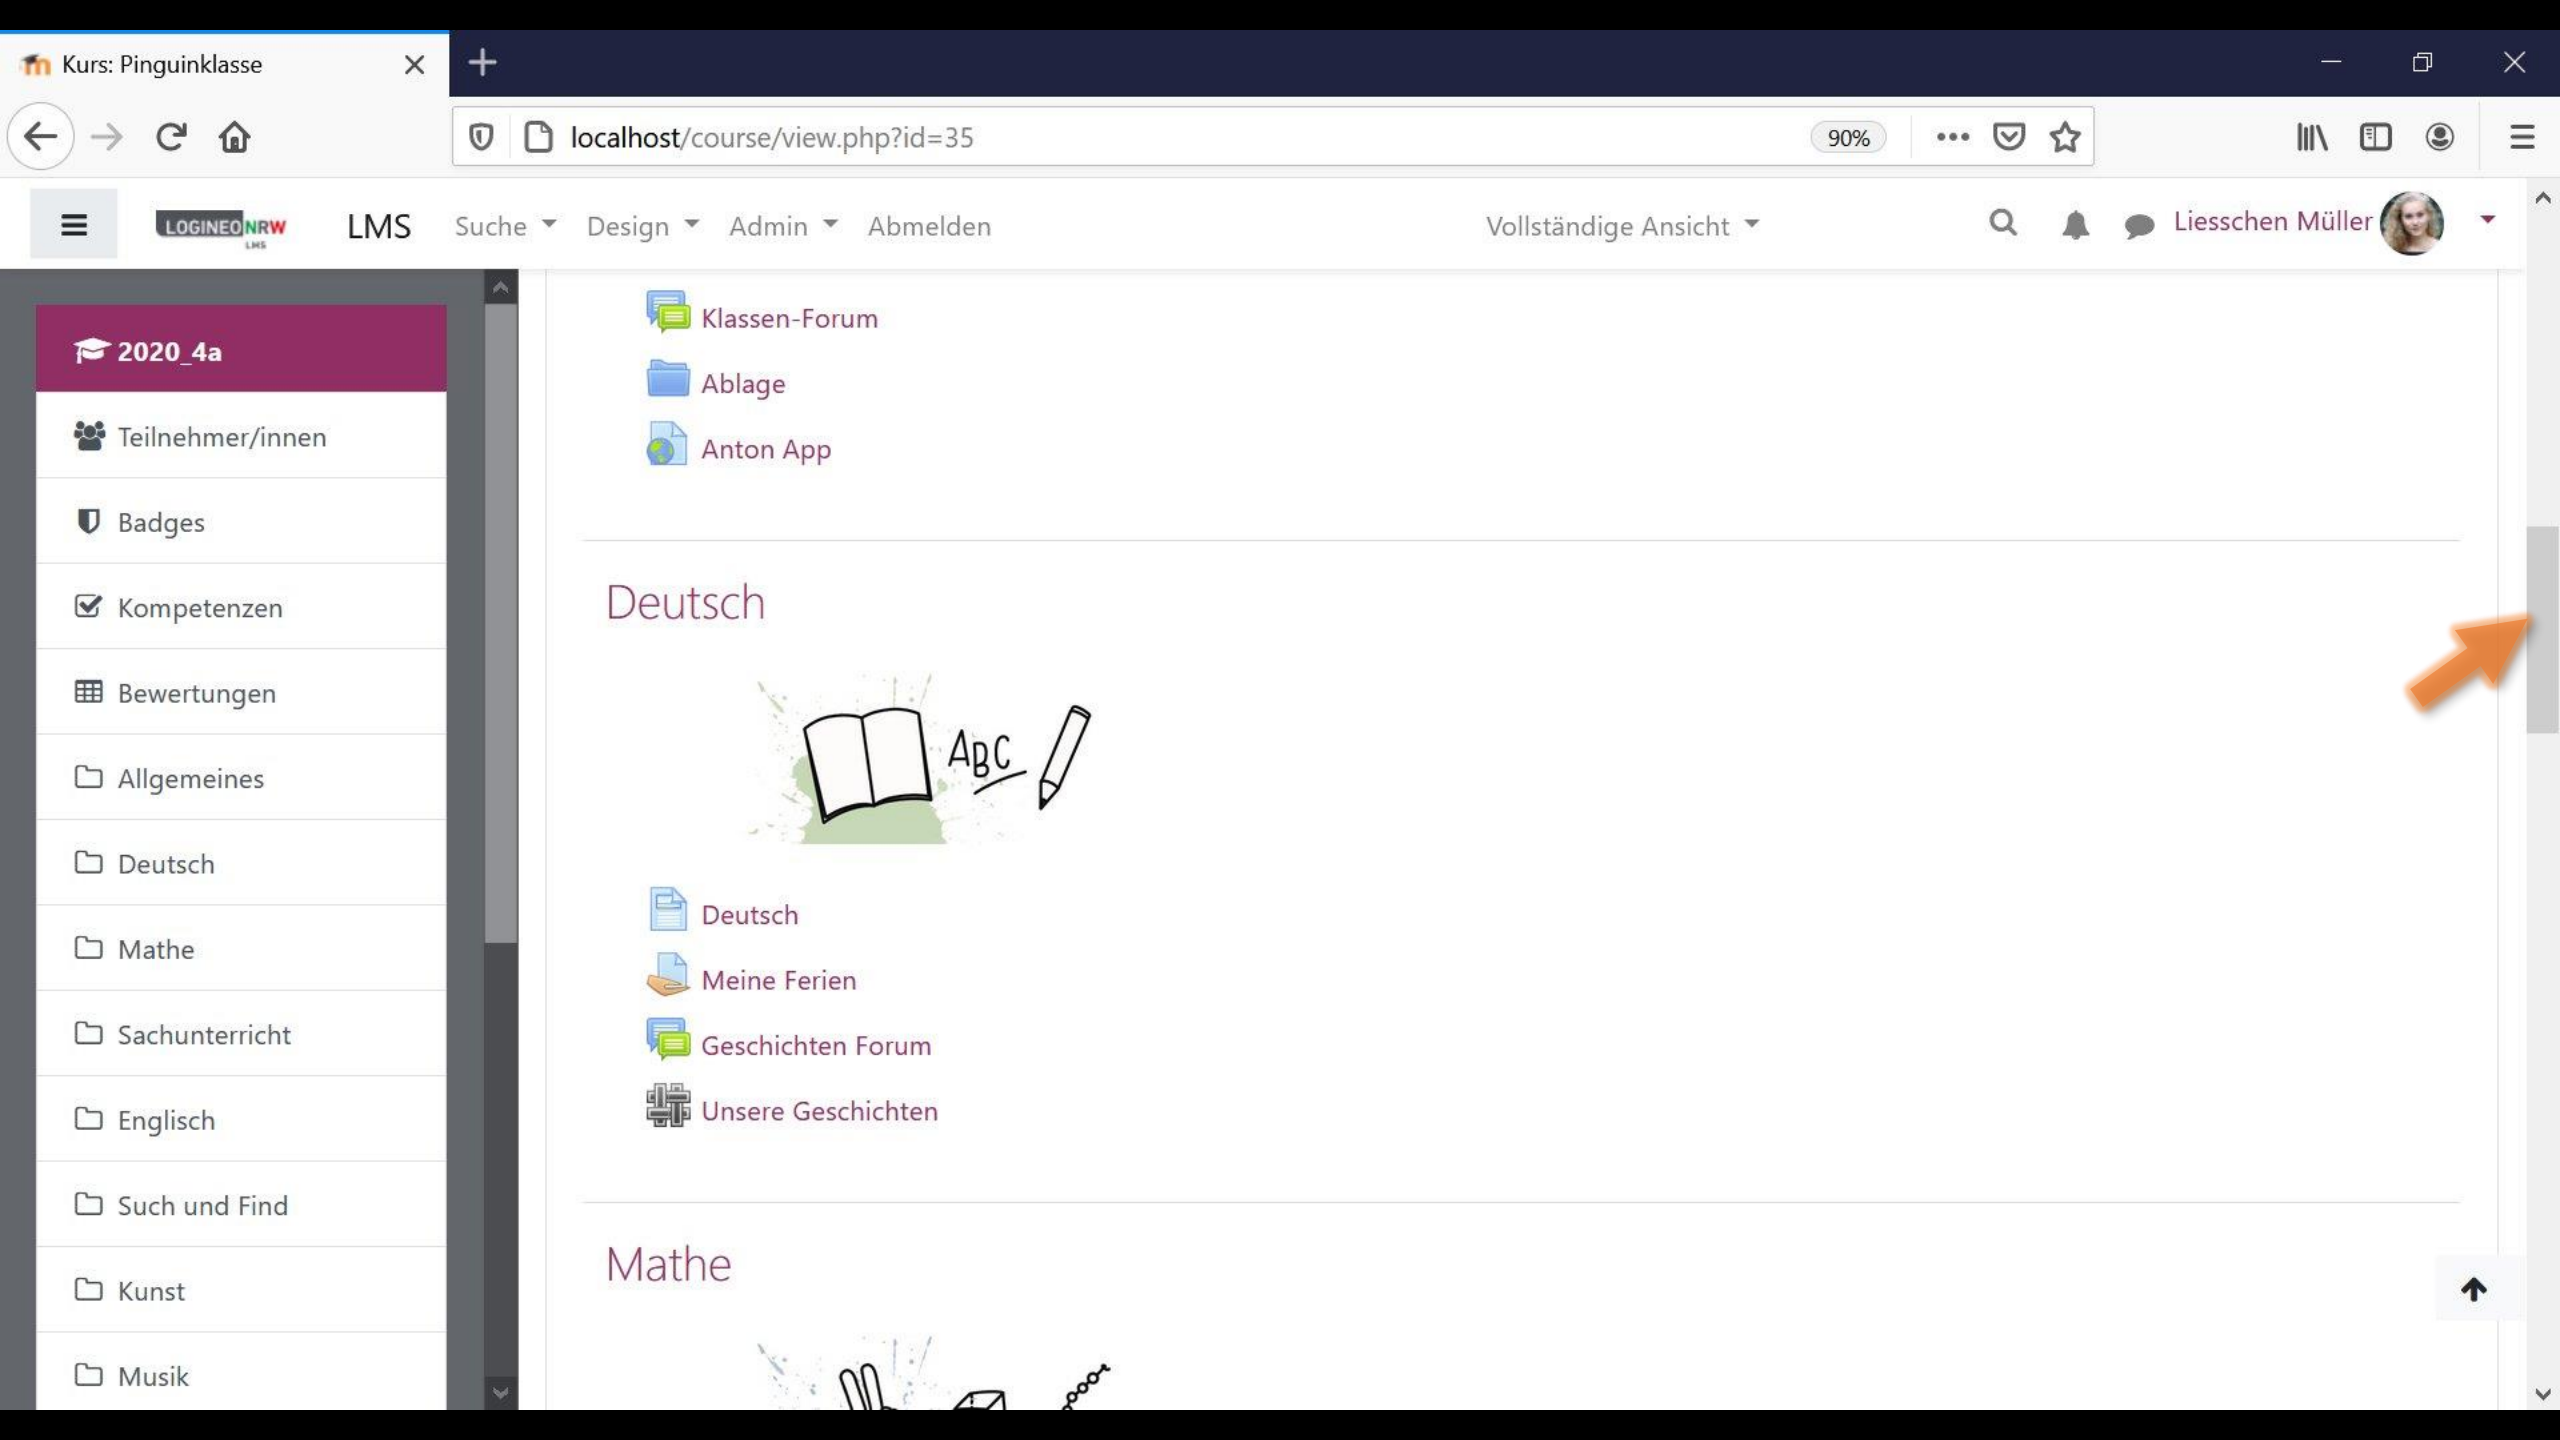 Kurs: Pinguinklasse
localhost/course/view.php?id=35
90%
LOGINEO NRW
LMS
LMS
Suche
Design
Admin
Abmelden
Vollständige Ansicht
Liesschen Müller
2020_4a
Teilnehmer/innen
Badges
Kompetenzen
Bewertungen
Allgemeines
Deutsch
Mathe
Sachunterricht
Englisch
Such und Find
Kunst
Musik
Klassen-Forum
Ablage
Anton App
Deutsch
ABC
Deutsch
Meine Ferien
Geschichten Forum
Unsere Geschichten
Mathe